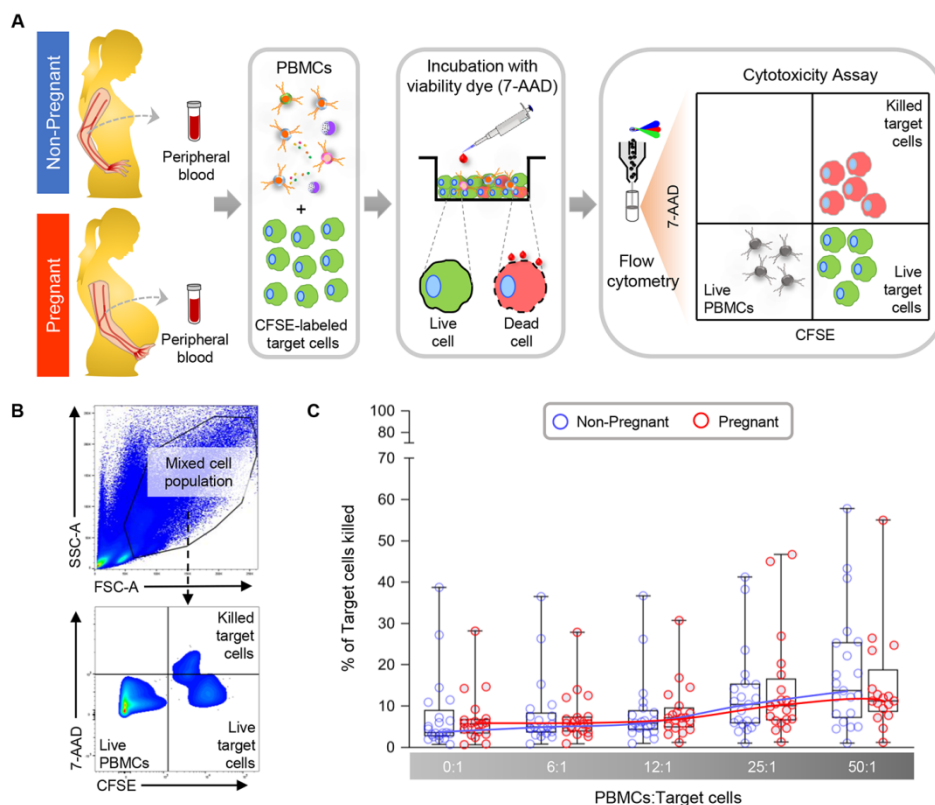 A
Non-Pregnant
Peripheral
blood
Pregnant
Peripheral
blood
PBMCs
+
CFSE-labeled
target cells
Incubation with
viability dye (7-AAD)
Live
cell
Dead
cell
Flow
cytometry
Cytotoxicity Assay
7-AAD
Killed
target
cells
Live
PBMCs
Live
target
cells
CFSE
B
SSC-A
Mixed cell
population
FSC-A
7-AAD
Killed
target
cells
Live
PBMCs
Live
target
cells
CFSE
C
Non-Pregnant
Pregnant
% of Target cells killed
100
80
70
60
50
40
30
20
10
0
0:1
6:1
12:1
25:1
50:1
PBMCs:Target cells